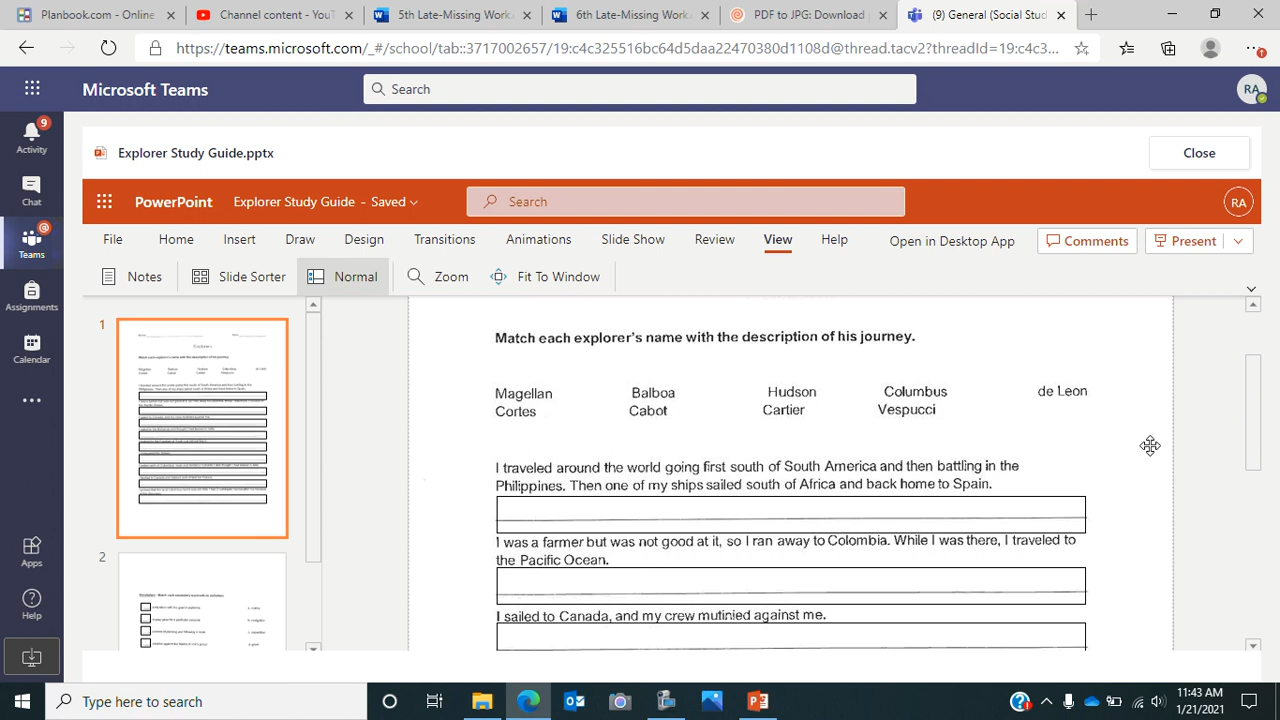 Planbook.com - Online
Channel content - YouT
5th Late-Missing Work
6th Late-Missing Work
PDF to JPG: Download
(9) General (Social Stud
https://teams.microsoft.com/_#/school/tab::3717002657/19:c4c325516bc64d5daa22470380d1108d@thread.tacv2?threadId=19:c4c3...
Microsoft Teams
Search
RA
Activity
9
Chat
Teams
Assignments
Calendar
Apps
Help
Explorer Study Guide.pptx
Close
PowerPoint
Explorer Study Guide - Saved
Search
RA
File Home Insert Draw Design Transitions Animations Slide Show Review View Help Open in Desktop App Comments Present
Notes Slide Sorter Normal Zoom Fit To Window
1
2
Match each explorer's name with the description of his journey.
Magellan Balboa Hudson Columbus de Leon
Cortes Cabot Cartier Vespucci
I traveled around the world going first south of South America and then battling in the
Philippines. Then one of my ships sailed south of Africa and back home to Spain.
I was a farmer but was not good at it, so I ran away to Colombia. While I was there, I traveled to
the Pacific Ocean.
I sailed to Canada, and my crew mutinied against me.
Type here to search
11:43 AM
1/21/2021